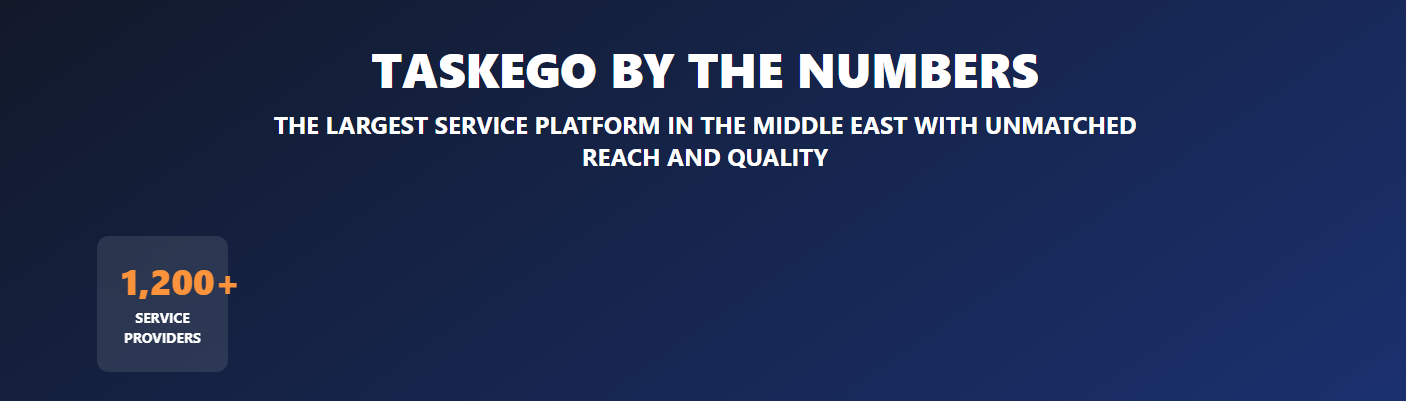 TASKEGO BY THE NUMBERS
THE LARGEST SERVICE PLATFORM IN THE MIDDLE EAST WITH UNMATCHED
REACH AND QUALITY
1,200+
SERVICE
PROVIDERS